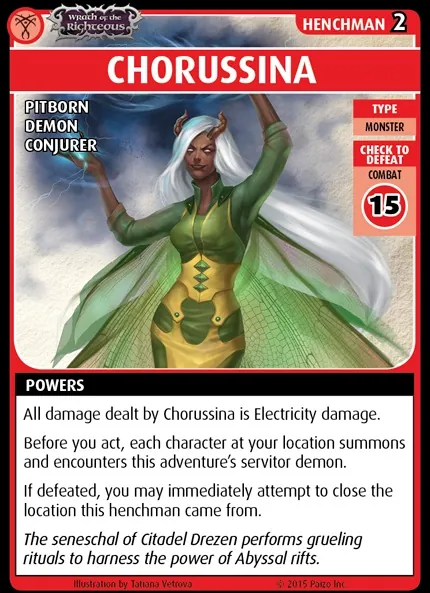 Wrath of the
Righteous
HENCHMAN 2
CHORUSSINA
PITBORN
DEMON
CONJURER
TYPE
MONSTER
CHECK TO
DEFEAT
COMBAT
15
POWERS
All damage dealt by Chorussina is Electricity damage.
Before you act, each character at your location summons
and encounters this adventure's servitor demon.
If defeated, you may immediately attempt to close the
location this henchman came from.
The seneschal of Citadel Drezen performs grueling
rituals to harness the power of Abyssal rifts.
Illustration by Tatiana Vetrova
© 2015 Paizo Inc.